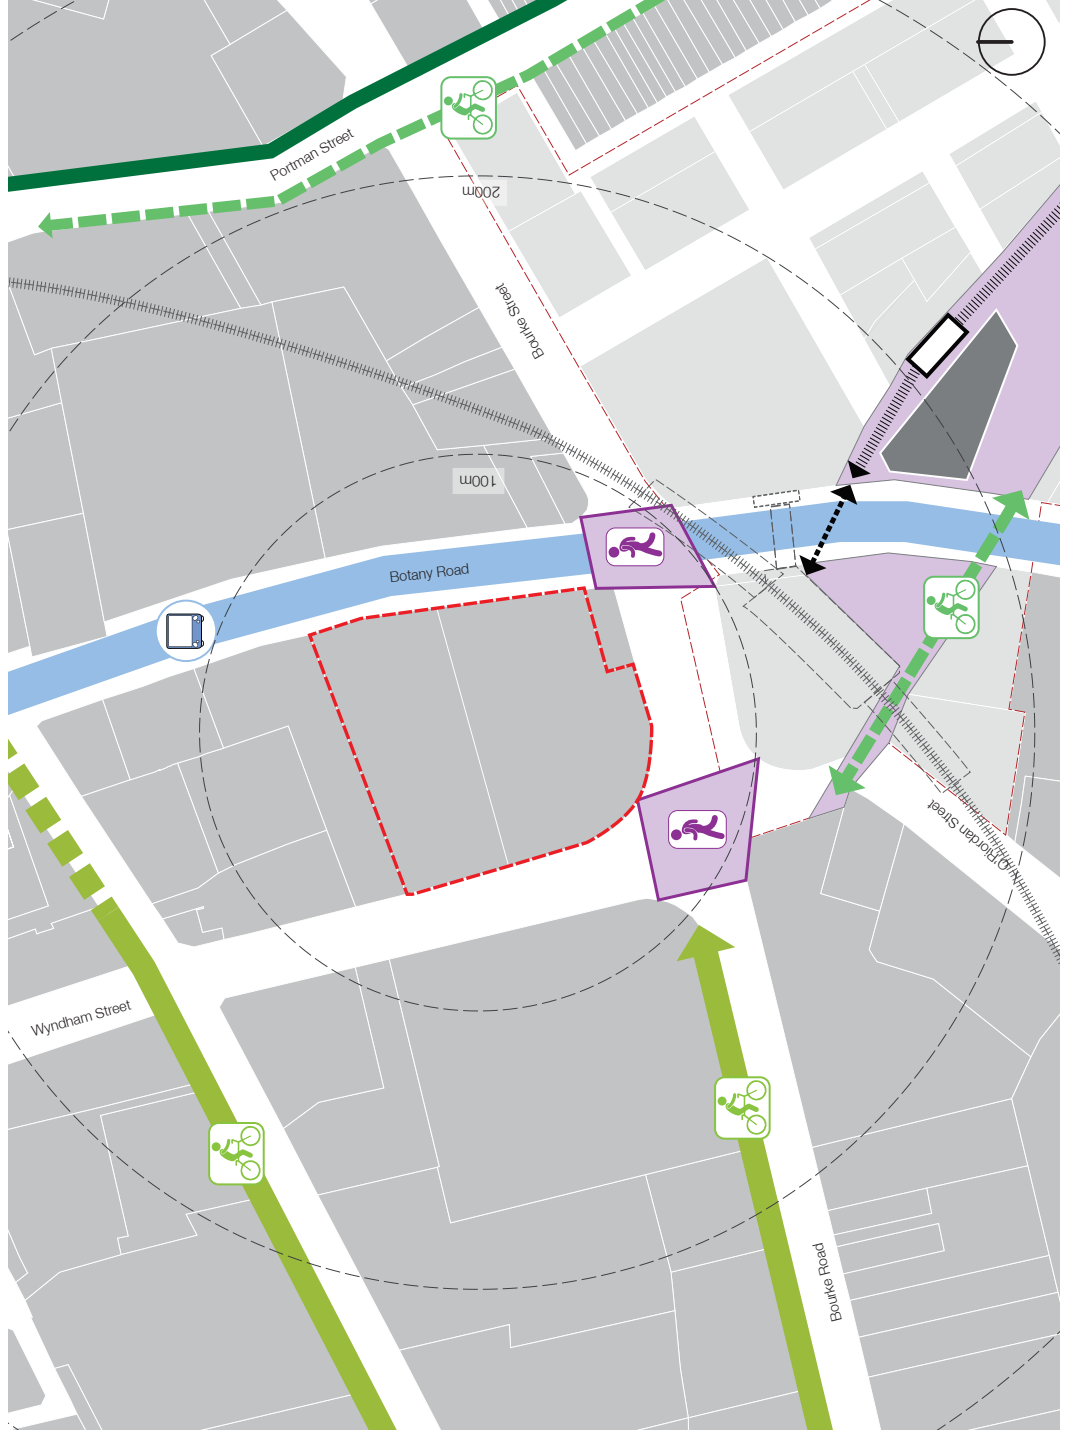 Portman Street
200m
Bourke Street
100m
Botany Road
O'Riordan Street
Wyndham Street
Bourke Road